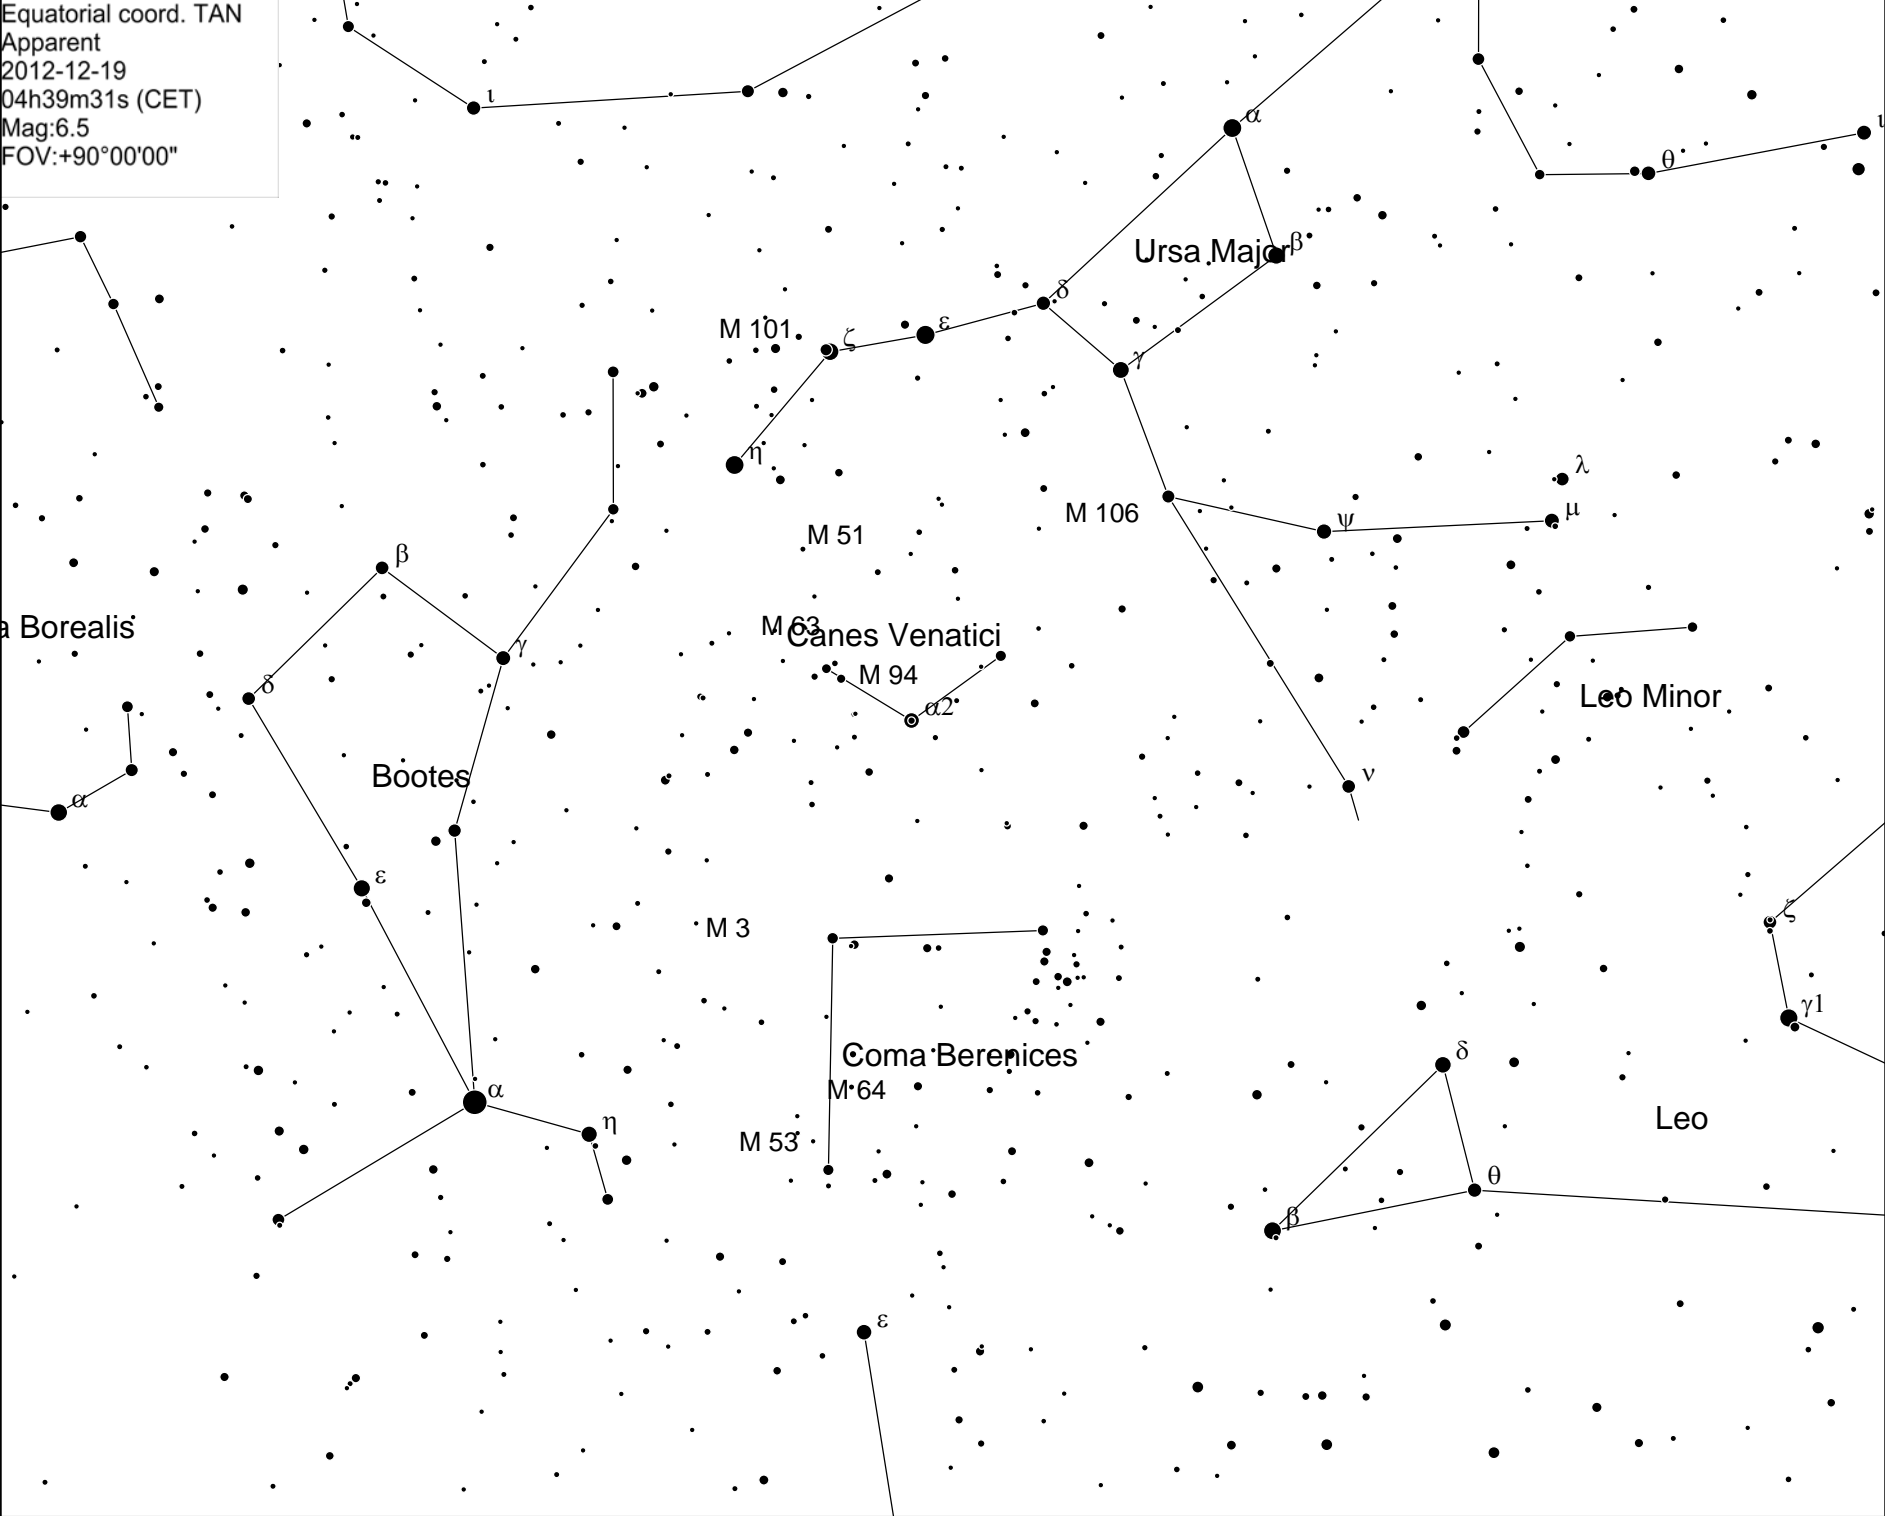 Equatorial coord. TAN
Apparent
2012-12-19
04h39m31s (CET)
Mag:6.5
FOV:+90°00'00"
ι
α
θ
ι
Ursa Major
β
δ
M 101
ζ
ε
γ
η
λ
M 106
μ
ψ
M 51
β
a Borealis
M 63
Canes Venatici
γ
M 94
δ
α2
Leo Minor
Bootes
ν
α
ε
ζ
M 3
γ1
Coma Berenices
δ
M 64
α
Leo
η
M 53
θ
β
ε